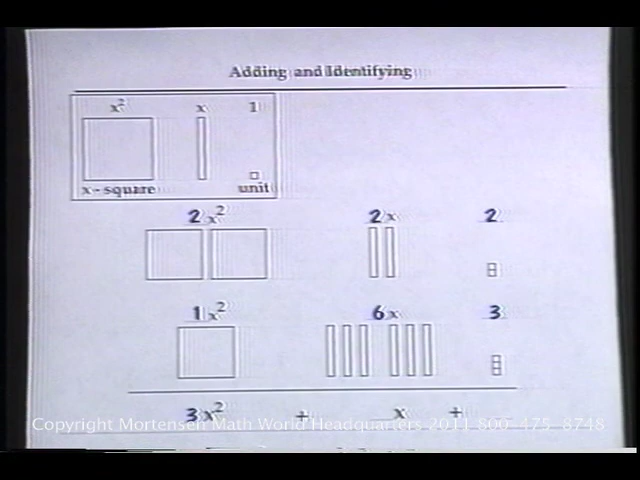 Adding and Identifying
x² x 1
x - square unit
2 x² 2 x 2
1 x² 6 x 3
3 x² + x +
Copyright Mortensen Math World Headquarters 2011 800-475-8748